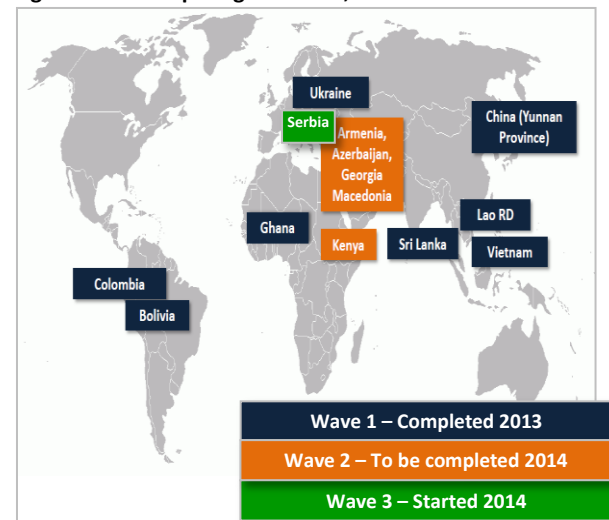 Ukraine
Serbia
Armenia,
Azerbaijan,
Georgia
Macedonia
China (Yunnan
Province)
Ghana
Kenya
Lao RD
Sri Lanka
Vietnam
Colombia
Bolivia
Wave 1 – Completed 2013
Wave 2 – To be completed 2014
Wave 3 – Started 2014